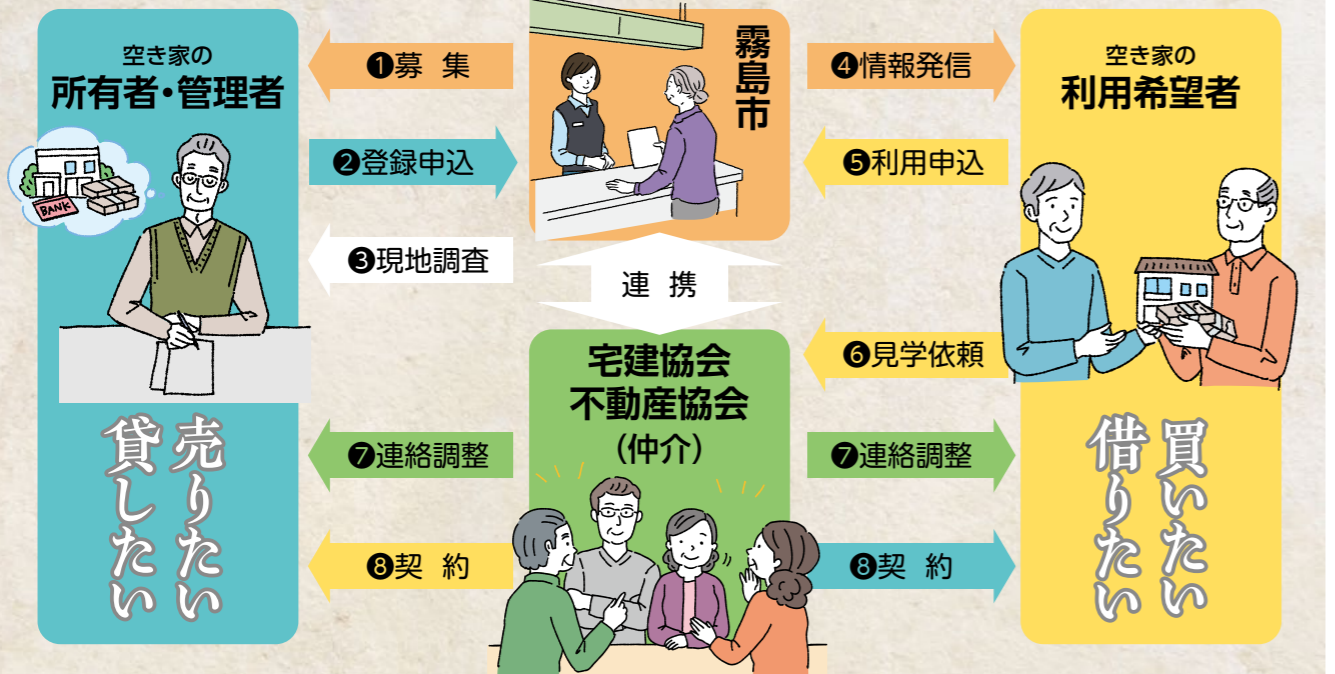 空き家の
所有者・管理者
BANK
売りたい
貸したい
❶募 集
❷登録申込
❸現地調査
霧島市
連 携
宅建協会
不動産協会
(仲介)
❹情報発信
❺利用申込
❻見学依頼
❼連絡調整
❼連絡調整
❽契 約
❽契 約
空き家の
利用希望者
買いたい
借りたい